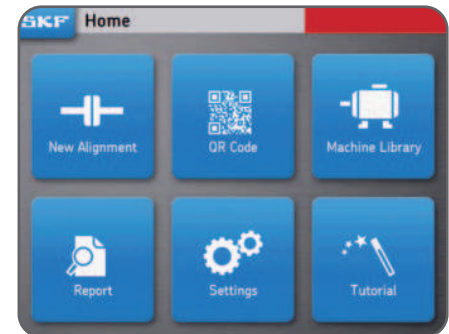 SKF Home
New Alignment QR Code Machine Library
Report Settings Tutorial